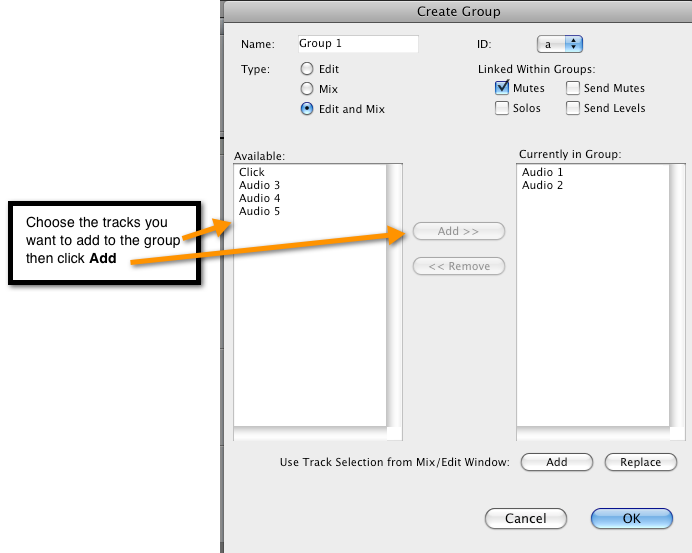 Create Group
Name: Group 1 ID: a
Type: Edit Linked Within Groups:
Mix Mutes Send Mutes
Edit and Mix Solos Send Levels
Available: Currently in Group:
Click Audio 1
Audio 3 Audio 2
Audio 4
Audio 5
Choose the tracks you
want to add to the group
then click Add
Add >>
<< Remove
Use Track Selection from Mix/Edit Window: Add Replace
Cancel OK